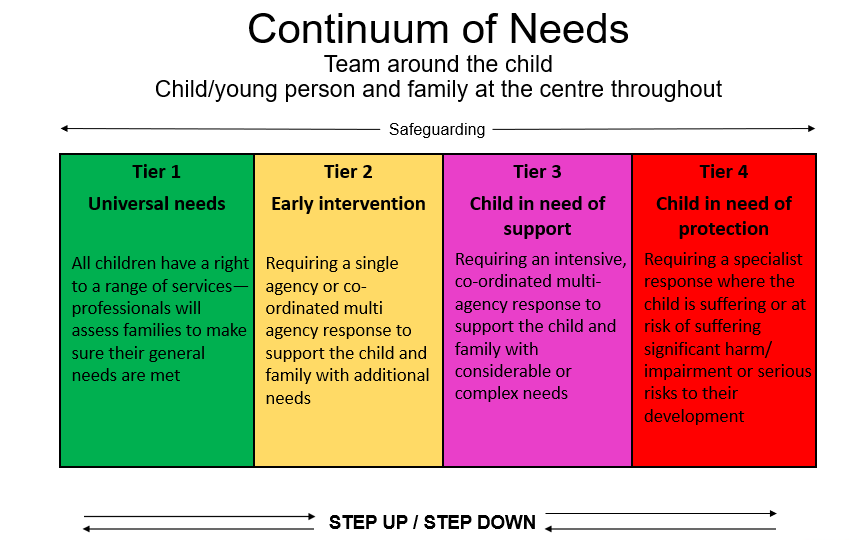 Continuum of Needs
Team around the child
Child/young person and family at the centre throughout
Safeguarding
Tier 1
Universal needs
All children have a right
to a range of services—
professionals will
assess families to make
sure their general
needs are met
Tier 2
Early intervention
Requiring a single
agency or co-
ordinated multi
agency response to
support the child and
family with additional
needs
Tier 3
Child in need of
support
Requiring an intensive,
co-ordinated multi-
agency response to
support the child and
family with
considerable or
complex needs
Tier 4
Child in need of
protection
Requiring a specialist
response where the
child is suffering or at
risk of suffering
significant harm/
impairment or serious
risks to their
development
STEP UP / STEP DOWN